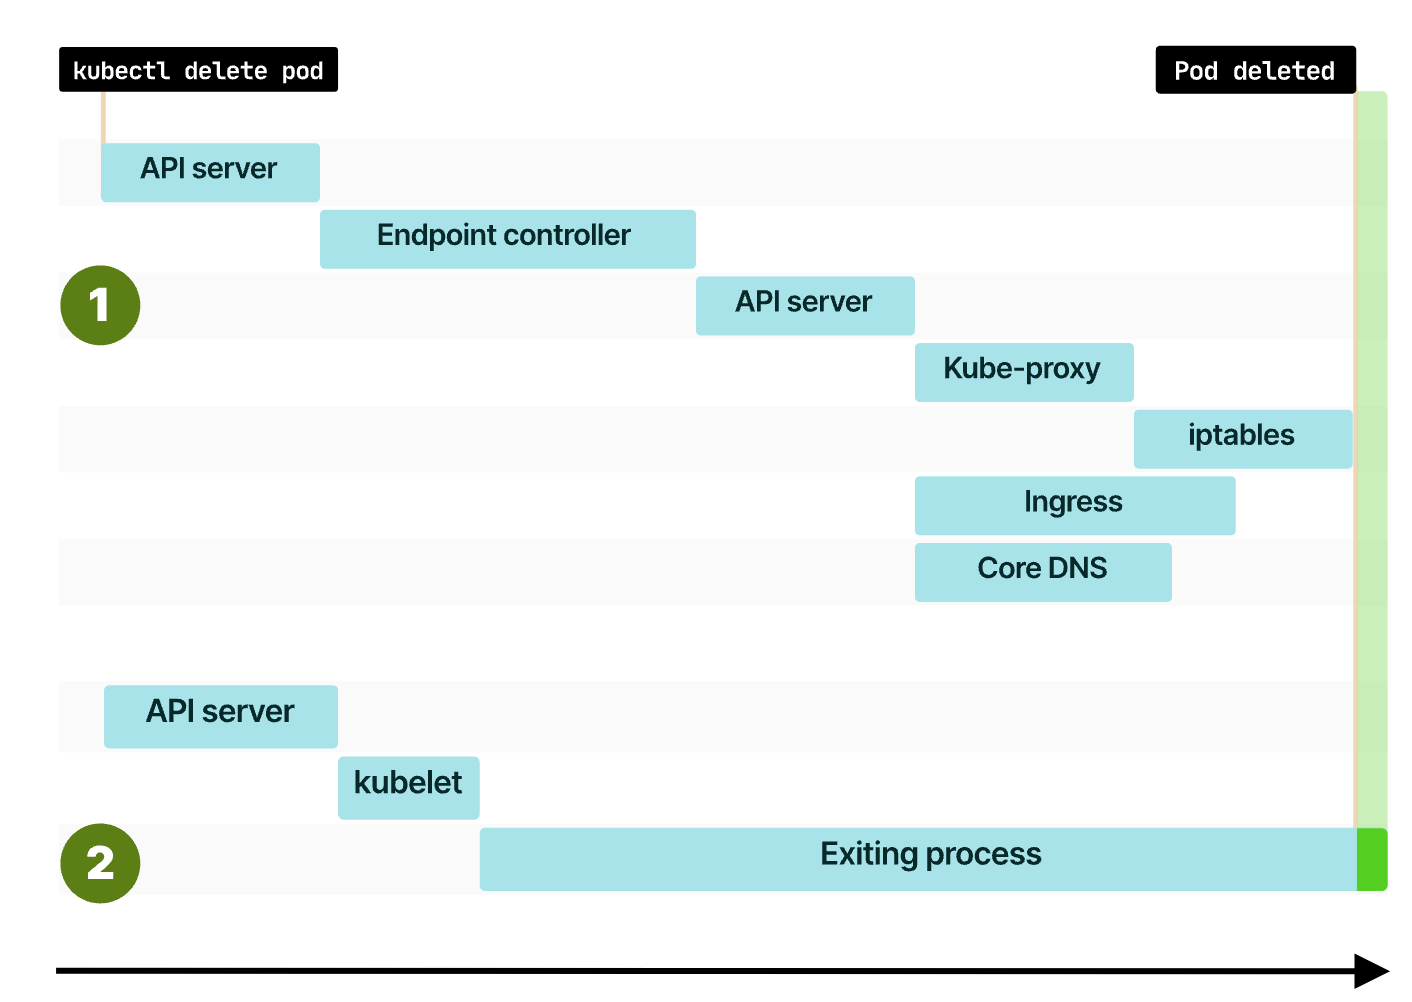 kubectl delete pod
Pod deleted
API server
Endpoint controller
1
API server
Kube-proxy
iptables
Ingress
Core DNS
API server
kubelet
2
Exiting process